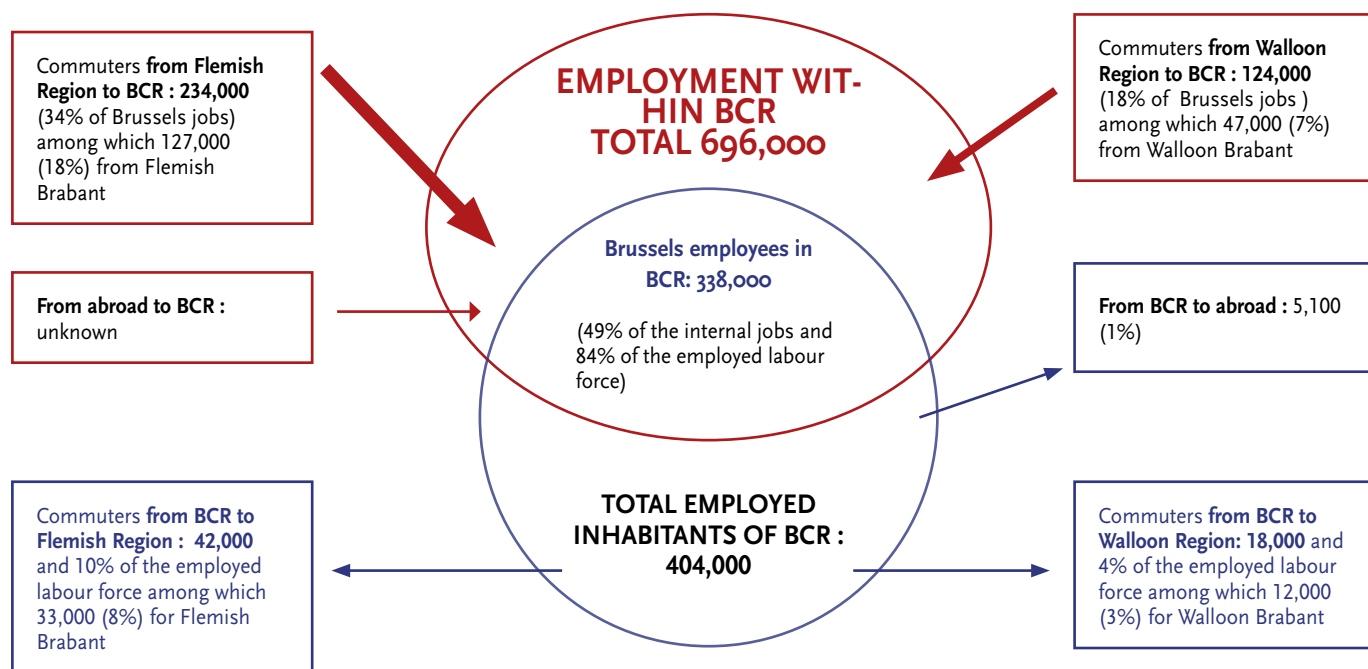 Commuters from Flemish
Region to BCR : 234,000
(34% of Brussels jobs)
among which 127,000
(18%) from Flemish
Brabant
EMPLOYMENT WIT-
HIN BCR
TOTAL 696,000
Commuters from Walloon
Region to BCR : 124,000
(18% of Brussels jobs )
among which 47,000 (7%)
from Walloon Brabant
From abroad to BCR :
unknown
Brussels employees in
BCR: 338,000
(49% of the internal jobs and
84% of the employed labour
force)
From BCR to abroad : 5,100
(1%)
Commuters from BCR to
Flemish Region : 42,000
and 10% of the employed
labour force among which
33,000 (8%) for Flemish
Brabant
TOTAL EMPLOYED
INHABITANTS OF BCR :
404,000
Commuters from BCR to
Walloon Region: 18,000 and
4% of the employed labour
force among which 12,000
(3%) for Walloon Brabant